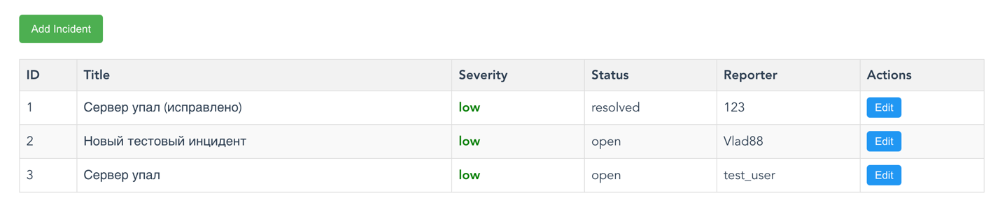 Add Incident
ID Title Severity Status Reporter Actions
1 Сервер упал (исправлено) low resolved 123 Edit
2 Новый тестовый инцидент low open Vlad88 Edit
3 Сервер упал low open test_user Edit